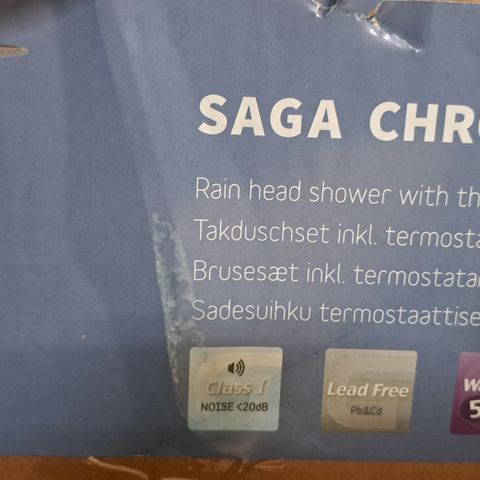 SAGA CHR
Rain head shower with th
Takduschset inkl. termosta
Brusesæt inkl. termostata
Sadesuihku termostaattise
Class I
NOISE <20dB
Lead Free
Pb&Cd
W
5